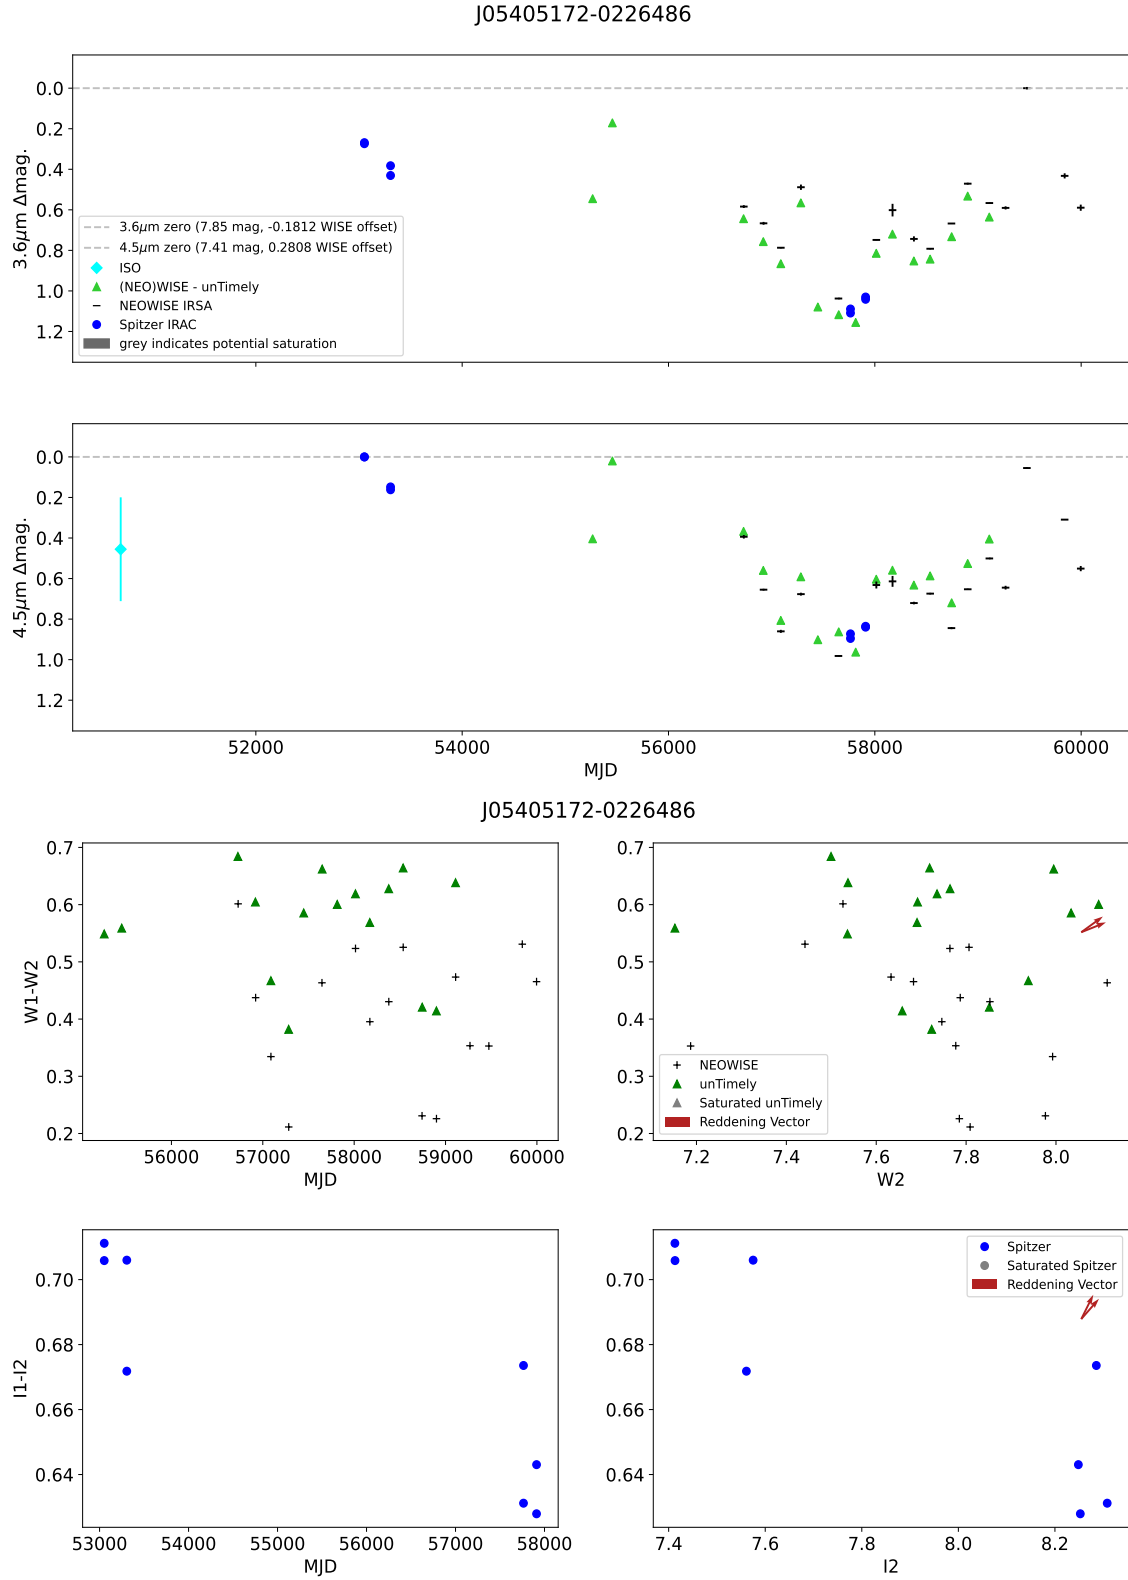 J05405172-0226486
0.0
0.2
0.4
0.6
0.8
1.0
1.2
3.6μm Δmag.
3.6μm zero (7.85 mag, -0.1812 WISE offset)
4.5μm zero (7.41 mag, 0.2808 WISE offset)
ISO
(NEO)WISE - unTimely
NEOWISE IRSA
Spitzer IRAC
grey indicates potential saturation
0.0
0.2
0.4
0.6
0.8
1.0
1.2
4.5μm Δmag.
52000 54000 56000 58000 60000
MJD
J05405172-0226486
0.7
0.6
0.5
0.4
0.3
0.2
W1-W2
56000 57000 58000 59000 60000
MJD
0.7
0.6
0.5
0.4
0.3
0.2
NEOWISE
unTimely
Saturated unTimely
Reddening Vector
7.2 7.4 7.6 7.8 8.0
W2
0.70
0.68
0.66
0.64
I1-I2
53000 54000 55000 56000 57000 58000
MJD
0.70
0.68
0.66
0.64
Spitzer
Saturated Spitzer
Reddening Vector
7.4 7.6 7.8 8.0 8.2
I2